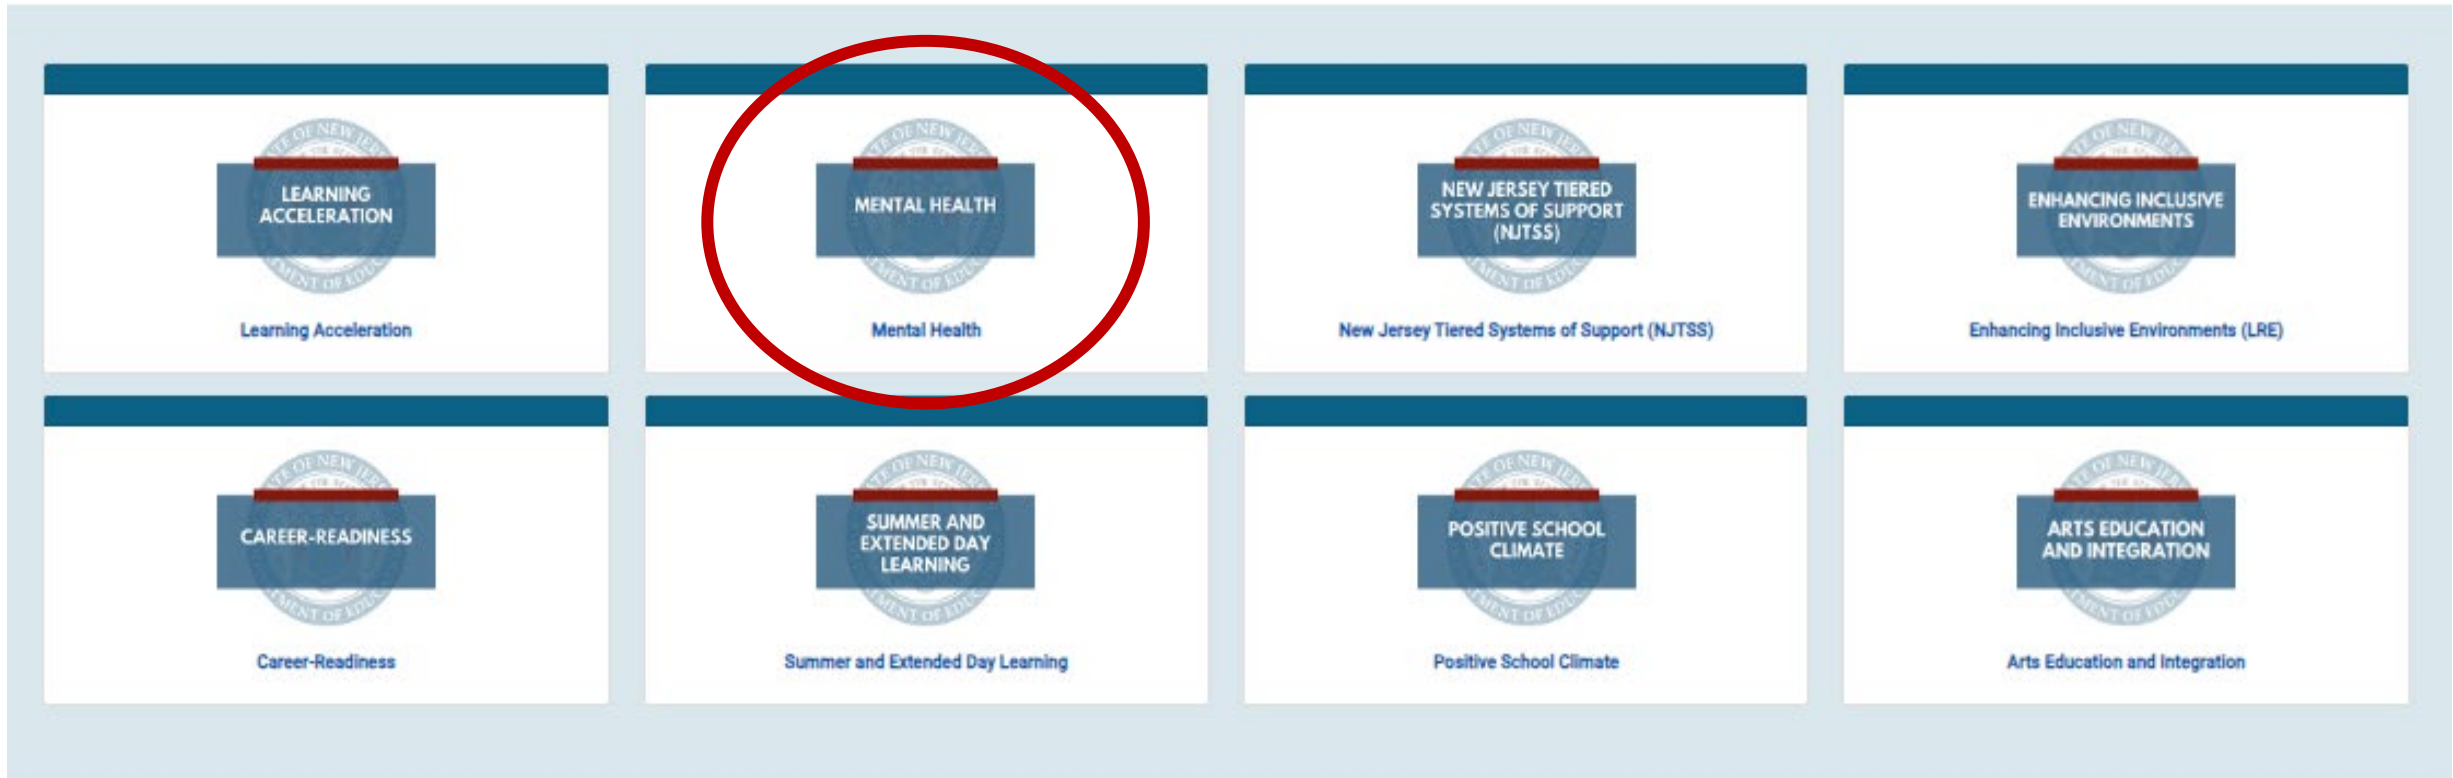 LEARNING
ACCELERATION
Learning Acceleration
MENTAL HEALTH
Mental Health
NEW JERSEY TIERED
SYSTEMS OF SUPPORT
(NJTSS)
New Jersey Tiered Systems of Support (NJTSS)
ENHANCING INCLUSIVE
ENVIRONMENTS
Enhancing Inclusive Environments (LRE)
CAREER-READINESS
Career-Readiness
SUMMER AND
EXTENDED DAY
LEARNING
Summer and Extended Day Learning
POSITIVE SCHOOL
CLIMATE
Positive School Climate
ARTS EDUCATION
AND INTEGRATION
Arts Education and Integration